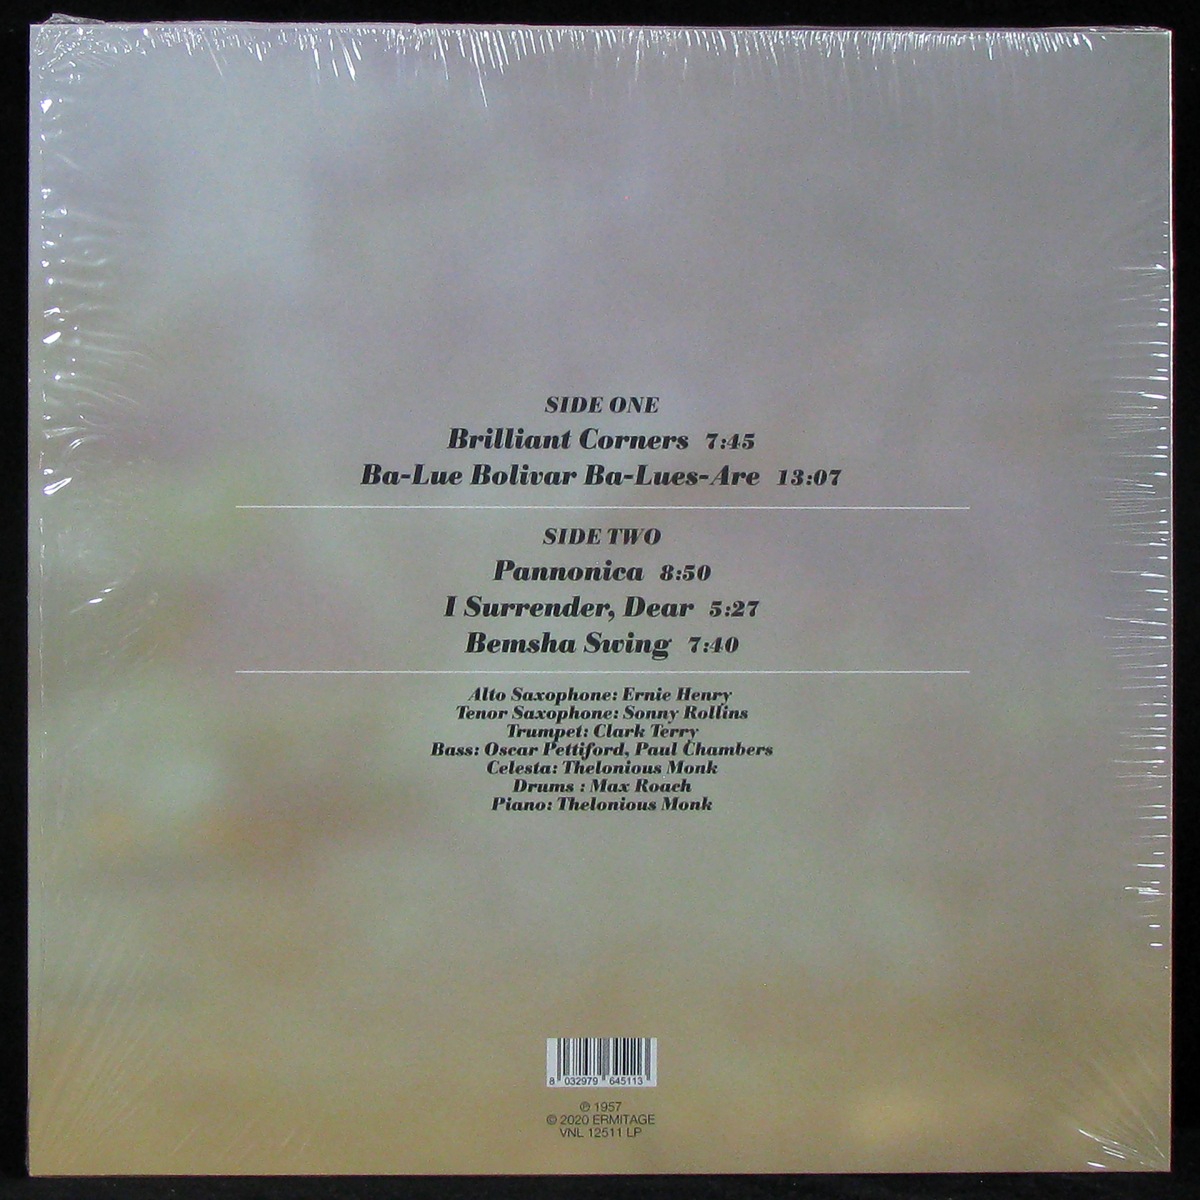 SIDE ONE
Brilliant Corners 7:45
Ba-Lue Bolivar Ba-Lues-Are 13:07
SIDE TWO
Pannonica 8:50
I Surrender, Dear 5:27
Bemsha Swing 7:40
Alto Saxophone: Ernie Henry
Tenor Saxophone: Sonny Rollins
Trumpet: Clark Terry
Bass: Oscar Pettiford, Paul Chambers
Celesta: Thelonious Monk
Drums : Max Roach
Piano: Thelonious Monk
8 032979 645113
℗ 1957
© 2020 ERMITAGE
VNL 12511 LP